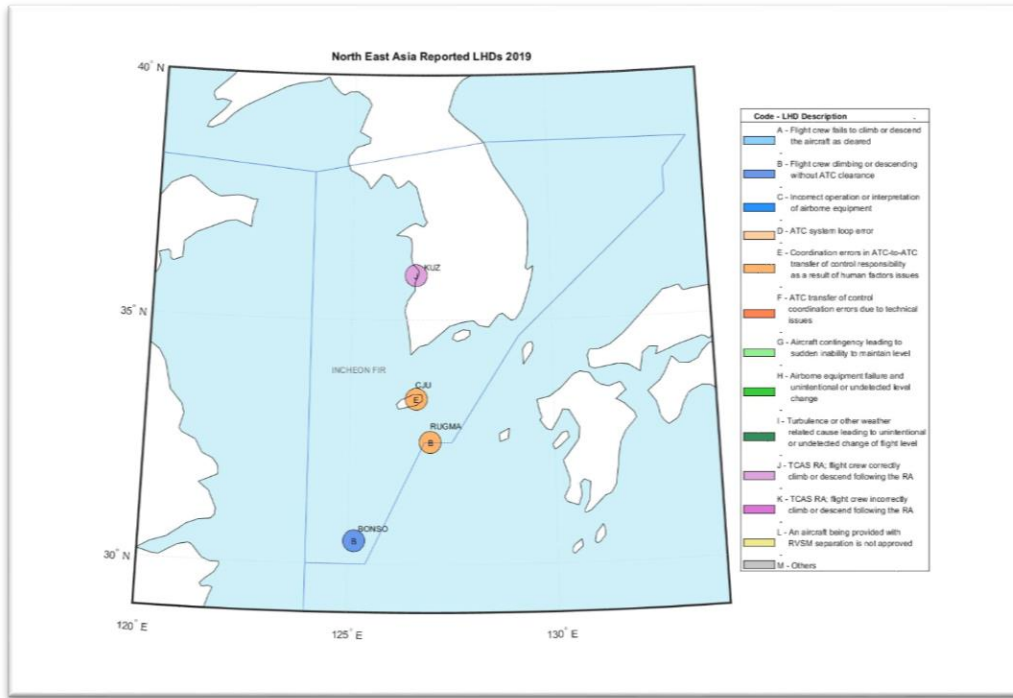 North East Asia Reported LHDs 2019
40° N
35° N
30° N
120° E
125° E
130° E
KUZ
J
INCHEON FIR
CJU
E
RUGMA
B
BONSO
B
Code - LHD Description
A - Flight crew fails to climb or descend
the aircraft as cleared
B - Flight crew climbing or descending
without ATC clearance
C - Incorrect operation or interpretation
of airborne equipment
D - ATC system loop error
E - Coordination errors in ATC-to-ATC
transfer of control responsibility
as a result of human factors issues
F - ATC transfer of control
coordination errors due to technical
issues
G - Aircraft contingency leading to
sudden inability to maintain level
H - Airborne equipment failure and
unintentional or undetected level
change
I - Turbulence or other weather
related cause leading to unintentional
or undetected change of flight level
J - TCAS RA; flight crew correctly
climb or descend following the RA
K - TCAS RA; flight crew incorrectly
climb or descend following the RA
L - An aircraft being provided with
RVSM separation is not approved
M - Others